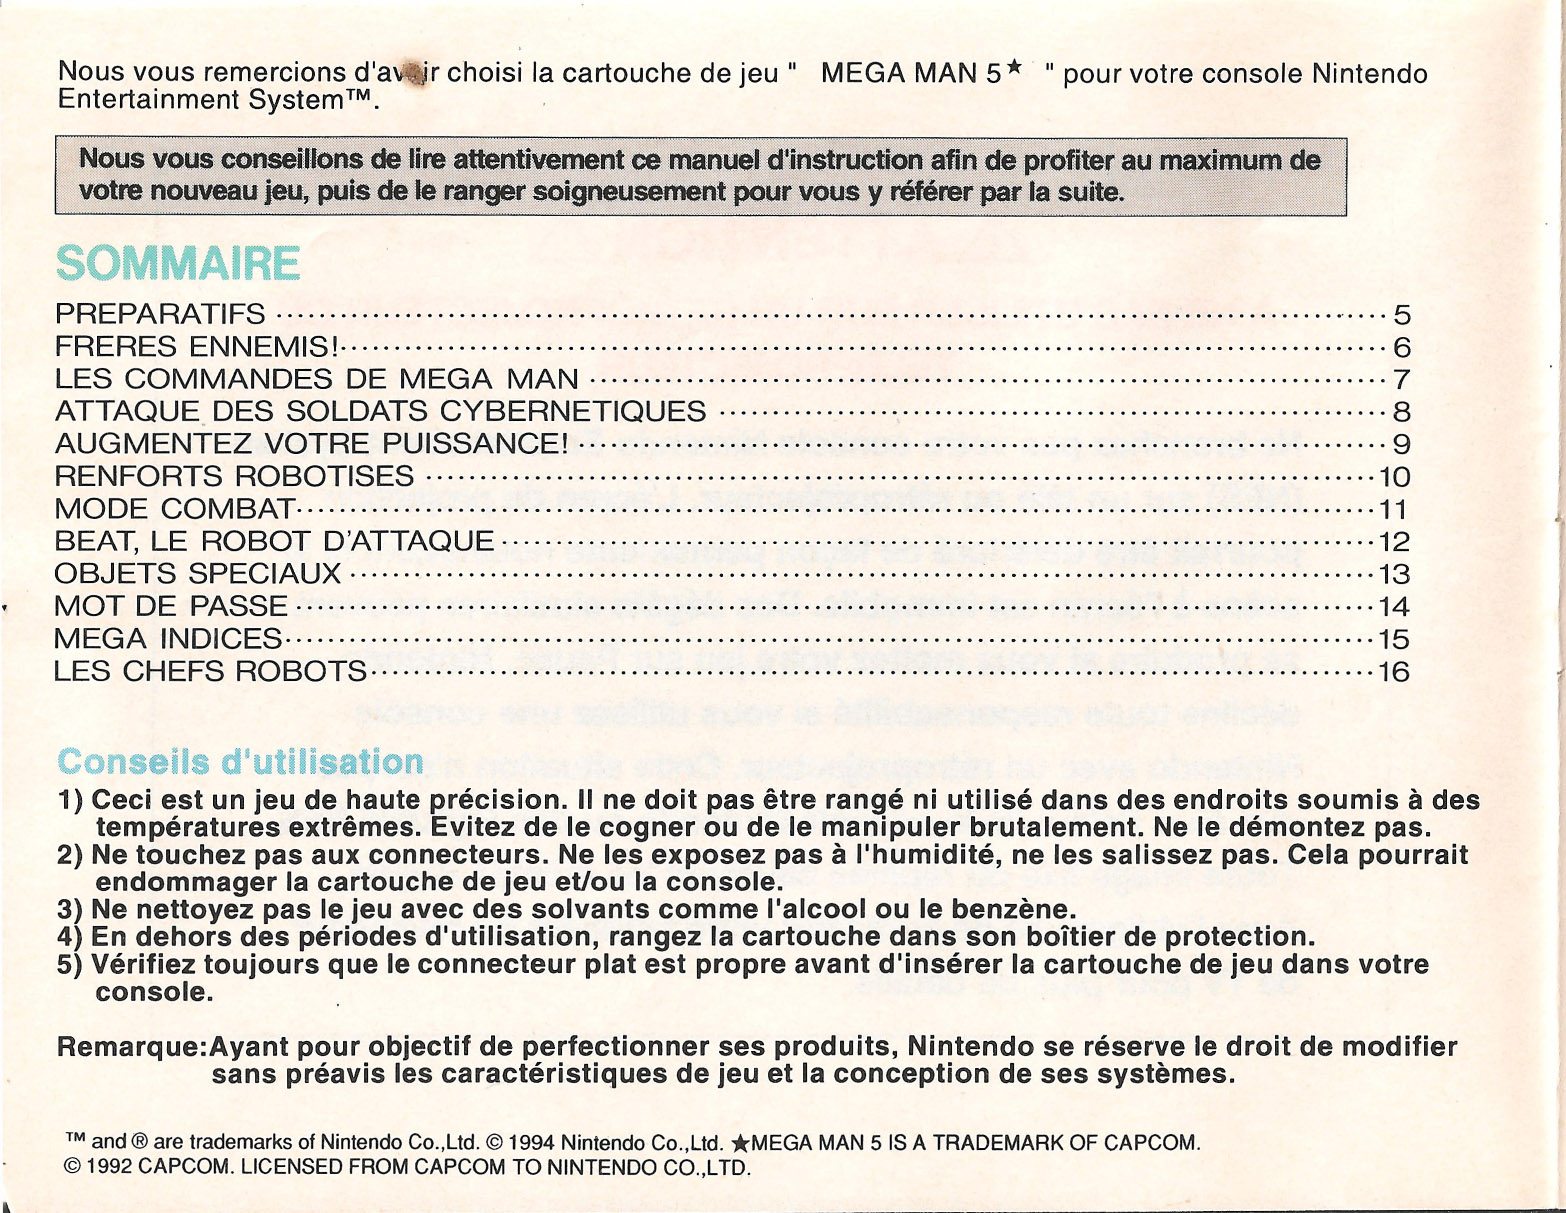 Nous vous remercions d'avoir choisi la cartouche de jeu " MEGA MAN 5★ " pour votre console Nintendo
Entertainment System™.
Nous vous conseillons de lire attentivement ce manuel d'instruction afin de profiter au maximum de
votre nouveau jeu, puis de le ranger soigneusement pour vous y référer par la suite.
SOMMAIRE
PREPARATIFS 5
FRERES ENNEMIS! 6
LES COMMANDES DE MEGA MAN 7
ATTAQUE DES SOLDATS CYBERNETIQUES 8
AUGMENTEZ VOTRE PUISSANCE! 9
RENFORTS ROBOTISES 10
MODE COMBAT 11
BEAT, LE ROBOT D'ATTAQUE 12
OBJETS SPECIAUX 13
MOT DE PASSE 14
MEGA INDICES 15
LES CHEFS ROBOTS 16
Conseils d'utilisation
1) Ceci est un jeu de haute précision. Il ne doit pas être rangé ni utilisé dans des endroits soumis à des
températures extrêmes. Evitez de le cogner ou de le manipuler brutalement. Ne le démontez pas.
2) Ne touchez pas aux connecteurs. Ne les exposez pas à l'humidité, ne les salissez pas. Cela pourrait
endommager la cartouche de jeu et/ou la console.
3) Ne nettoyez pas le jeu avec des solvants comme l'alcool ou le benzène.
4) En dehors des périodes d'utilisation, rangez la cartouche dans son boîtier de protection.
5) Vérifiez toujours que le connecteur plat est propre avant d'insérer la cartouche de jeu dans votre
console.
Remarque:Ayant pour objectif de perfectionner ses produits, Nintendo se réserve le droit de modifier
sans préavis les caractéristiques de jeu et la conception de ses systèmes.
™ and ® are trademarks of Nintendo Co.,Ltd. © 1994 Nintendo Co.,Ltd. ★MEGA MAN 5 IS A TRADEMARK OF CAPCOM.
© 1992 CAPCOM. LICENSED FROM CAPCOM TO NINTENDO CO.,LTD.